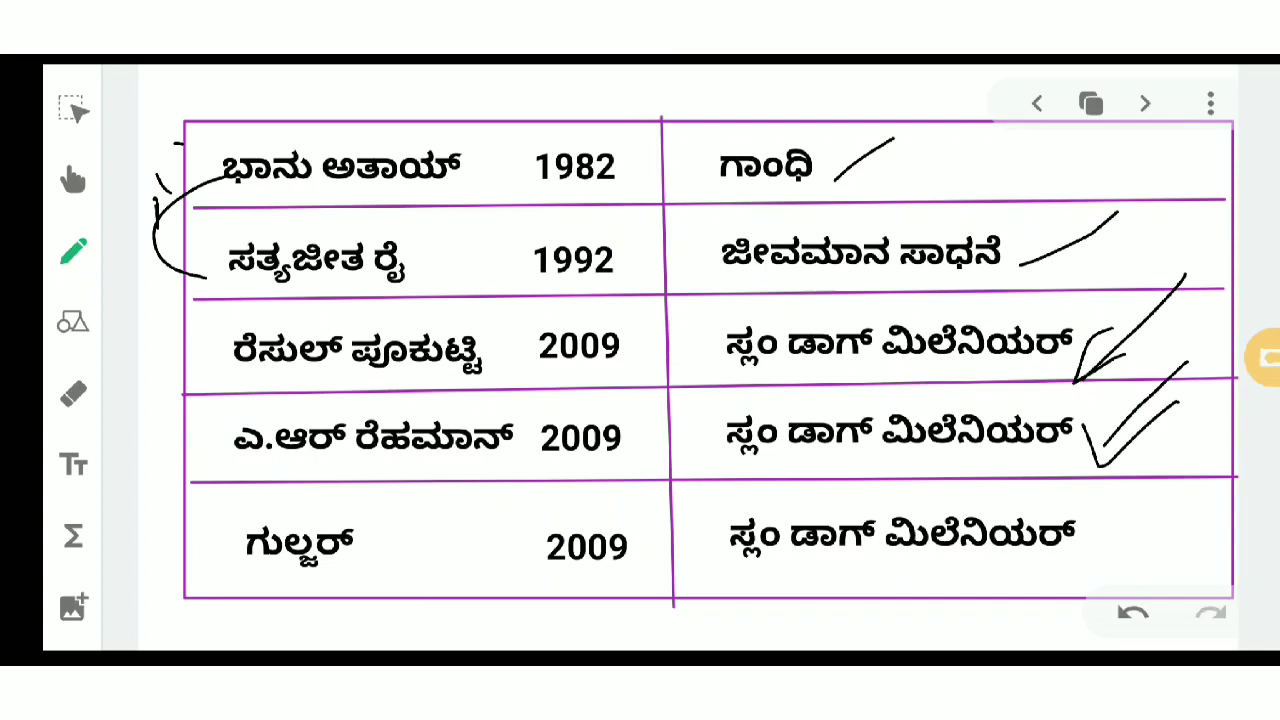 ಭಾನು ಅತಾಯ್ 1982 ಗಾಂಧಿ
ಸತ್ಯಜೀತ ರೈ 1992 ಜೀವಮಾನ ಸಾಧನೆ
ರೆಸುಲ್ ಪೂಕುಟ್ಟಿ 2009 ಸ್ಲಂ ಡಾಗ್ ಮಿಲೆನಿಯರ್
ಎ.ಆರ್ ರೆಹಮಾನ್ 2009 ಸ್ಲಂ ಡಾಗ್ ಮಿಲೆನಿಯರ್
ಗುಲ್ಜರ್ 2009 ಸ್ಲಂ ಡಾಗ್ ಮಿಲೆನಿಯರ್